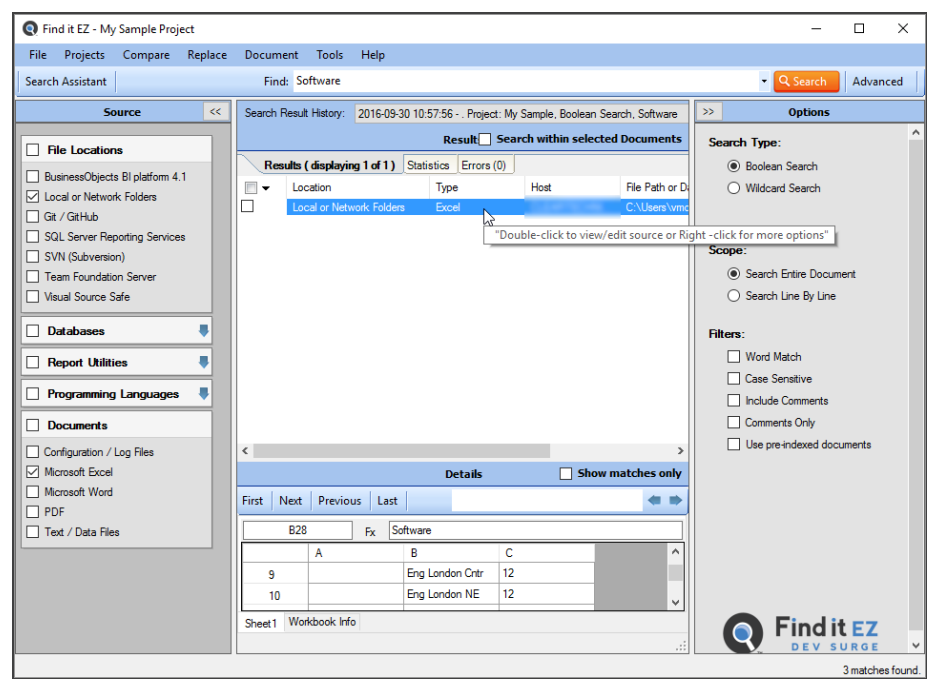 Find it EZ - My Sample Project
File Projects Compare Replace Document Tools Help
Search Assistant Find: Software Search Advanced
Source <<
File Locations
BusinessObjects BI platform 4.1
Local or Network Folders
Git / GitHub
SQL Server Reporting Services
SVN (Subversion)
Team Foundation Server
Visual Source Safe
Databases
Report Utilities
Programming Languages
Documents
Configuration / Log Files
Microsoft Excel
Microsoft Word
PDF
Text / Data Files
Search Result History: 2016-09-30 10:57:56 - . Project: My Sample, Boolean Search, Software
Result Search within selected Documents
Results ( displaying 1 of 1 ) Statistics Errors (0)
Location Type Host File Path or D
Local or Network Folders Excel C:\Users\vmc
"Double-click to view/edit source or Right -click for more options"
Details Show matches only
First Next Previous Last
B28 Fx Software
A B C
9 Eng London Cntr 12
10 Eng London NE 12
Sheet1 Workbook Info
>> Options
Search Type:
Boolean Search
Wildcard Search
Scope:
Search Entire Document
Search Line By Line
Filters:
Word Match
Case Sensitive
Include Comments
Comments Only
Use pre-indexed documents
Find it EZ
DEV SURGE
3 matches found.